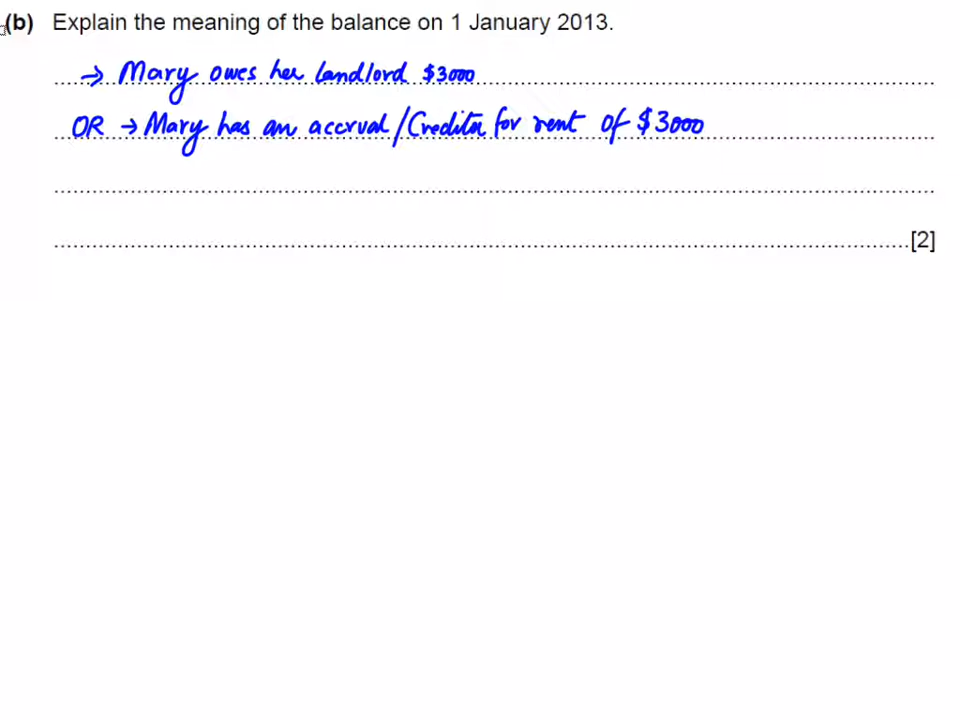 (b) Explain the meaning of the balance on 1 January 2013.
→ Mary owes her landlord $3000
OR → Mary has an accrual/Creditor for rent of $3000
[2]